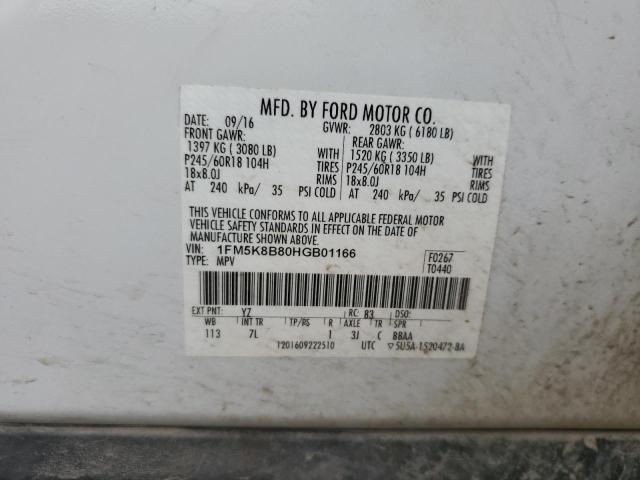 MFD. BY FORD MOTOR CO.
DATE: 09/16 GVWR: 2803 KG ( 6180 LB)
FRONT GAWR: REAR GAWR:
1397 KG ( 3080 LB) WITH 1520 KG ( 3350 LB) WITH
P245/60R18 104H TIRES P245/60R18 104H TIRES
18x8.0J RIMS 18x8.0J RIMS
AT 240 kPa/ 35 PSI COLD AT 240 kPa/ 35 PSI COLD
THIS VEHICLE CONFORMS TO ALL APPLICABLE FEDERAL MOTOR
VEHICLE SAFETY STANDARDS IN EFFECT ON THE DATE OF
MANUFACTURE SHOWN ABOVE.
VIN: 1FM5K8B80HGB01166 F0267
TYPE: MPV T0440
EXT PNT: YZ RC: 83 DSO:
WB INT TR TP/PS R AXLE TR SPR
113 7L 1 3J C BBAA
1201609222510 UTC ▽5U5A-1520472-BA